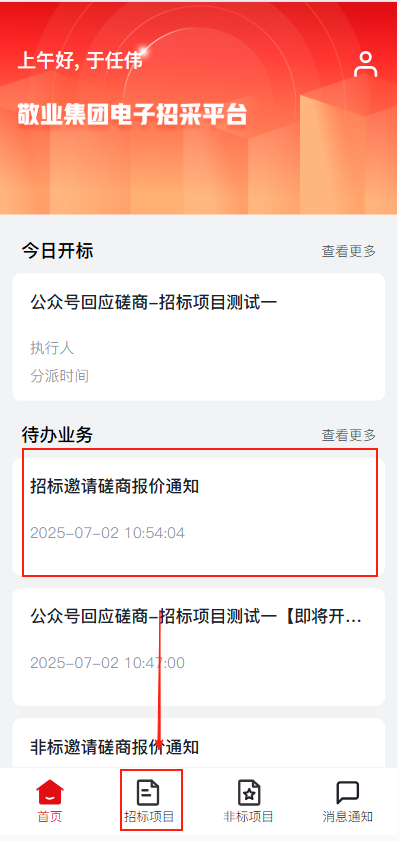 上午好, 于任伟
敬业集团电子招采平台
今日开标
查看更多
公众号回应磋商-招标项目测试一
执行人
分派时间
待办业务
查看更多
招标邀请磋商报价通知
2025-07-02 10:54:04
公众号回应磋商-招标项目测试一【即将开...
2025-07-02 10:47:00
非标邀请磋商报价通知
首页
招标项目
非标项目
消息通知